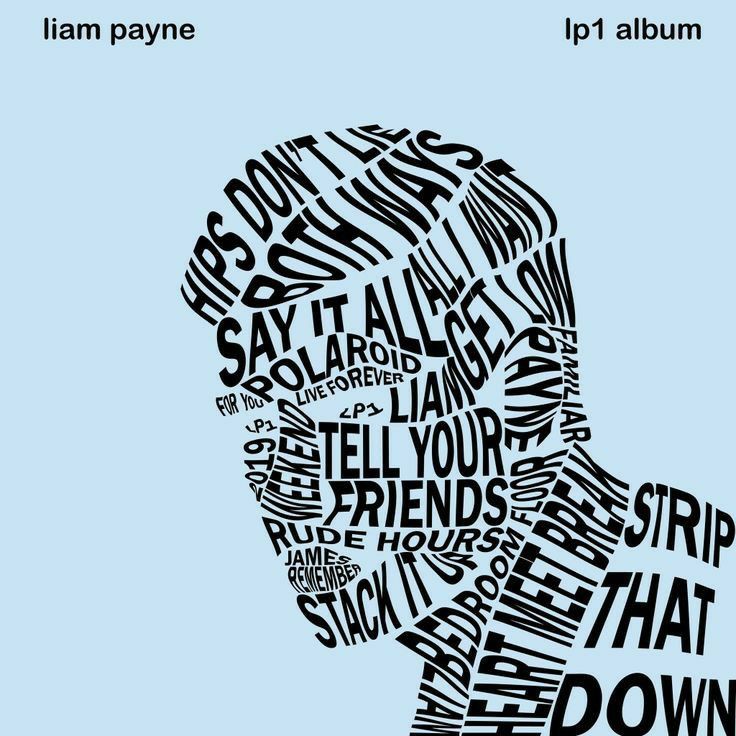 liam payne
lp1 album
HIPS DON'T LIE
BOTH WAYS
SAY IT ALL
ALL I WANT
GET LOW
POLAROID
FOR YOU
LIVE FOREVER
LP1
LIAM
PAYNE
FAMILIAR
LP1
2019
WEEKEND
TELL YOUR
FRIENDS
RUDE HOURS
JAMES
REMEMBER
STACK IT UP
BEDROOM FLOOR
HEART MEET BREAK
STRIP
THAT
DOWN